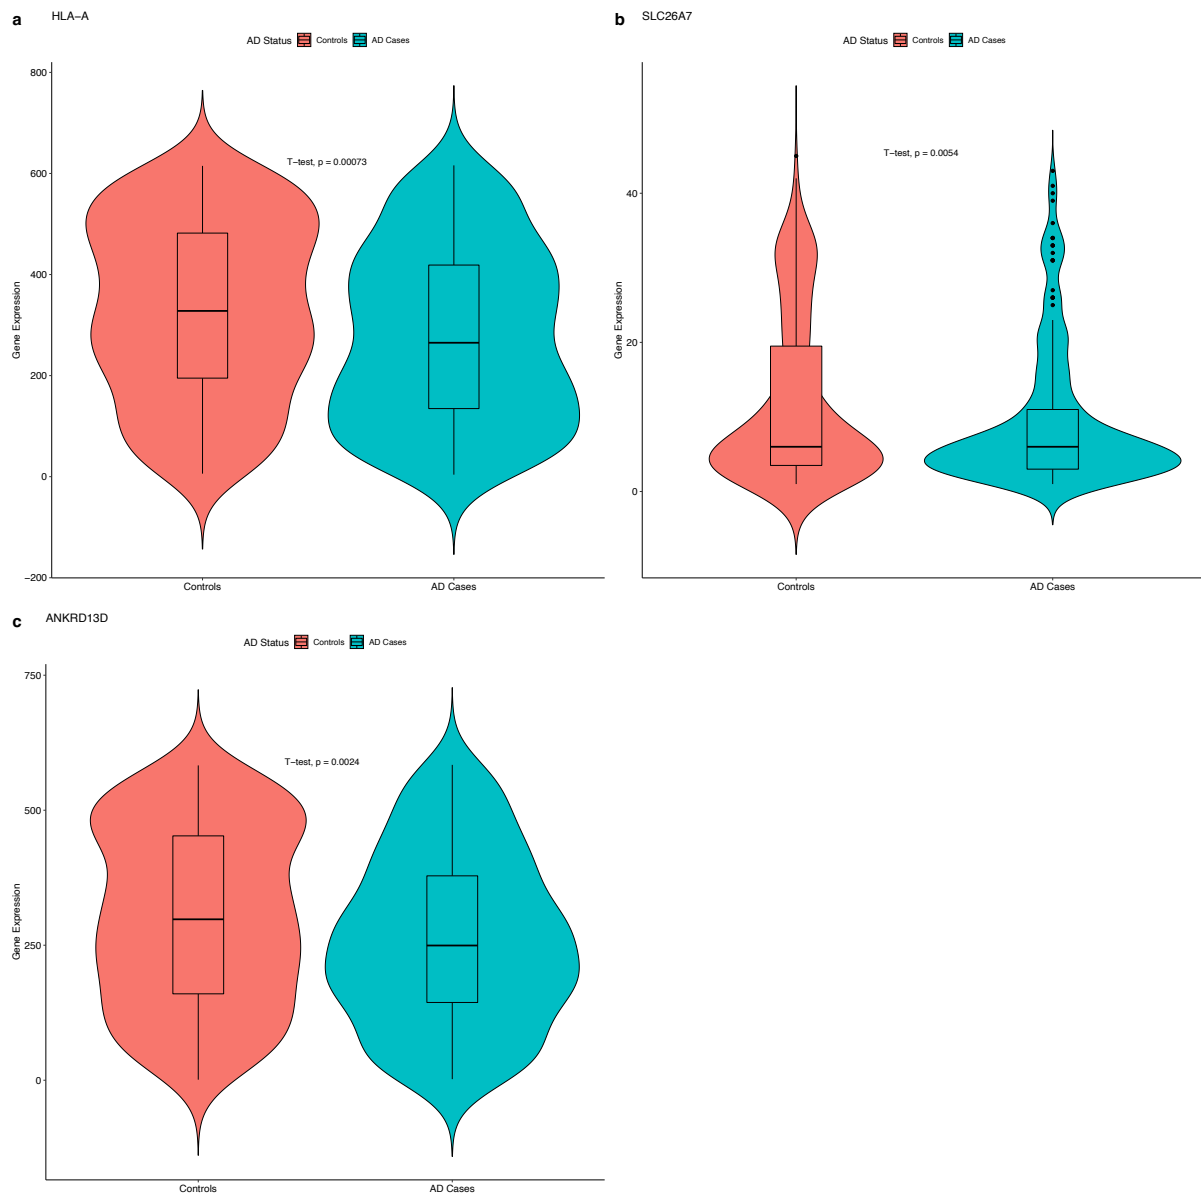 a HLA−A
AD Status Controls AD Cases
800
600
400
200
0
−200
Gene Expression
T−test, p = 0.00073
Controls AD Cases
b SLC26A7
AD Status Controls AD Cases
40
20
0
Gene Expression
T−test, p = 0.0054
Controls AD Cases
c ANKRD13D
AD Status Controls AD Cases
750
500
250
0
Gene Expression
T−test, p = 0.0024
Controls AD Cases